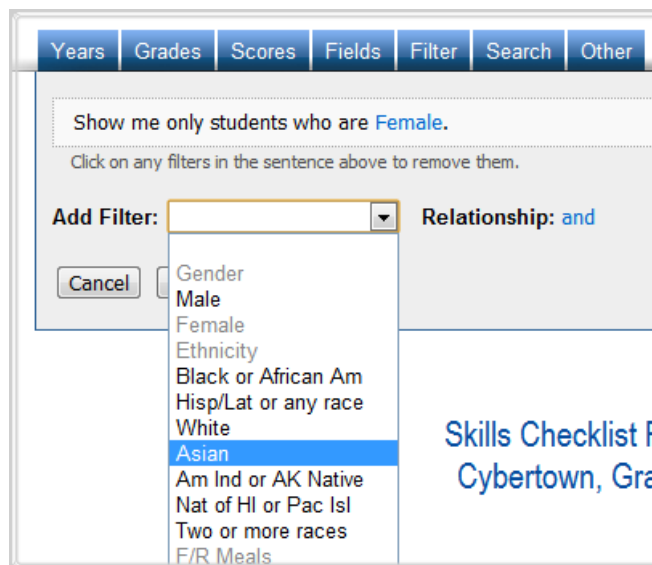 Years Grades Scores Fields Filter Search Other
Show me only students who are Female.
Click on any filters in the sentence above to remove them.
Add Filter: Relationship: and
Cancel
Gender
Male
Female
Ethnicity
Black or African Am
Hisp/Lat or any race
White
Asian
Am Ind or AK Native
Nat of HI or Pac Isl
Two or more races
F/R Meals
Skills Checklist
Cybertown,